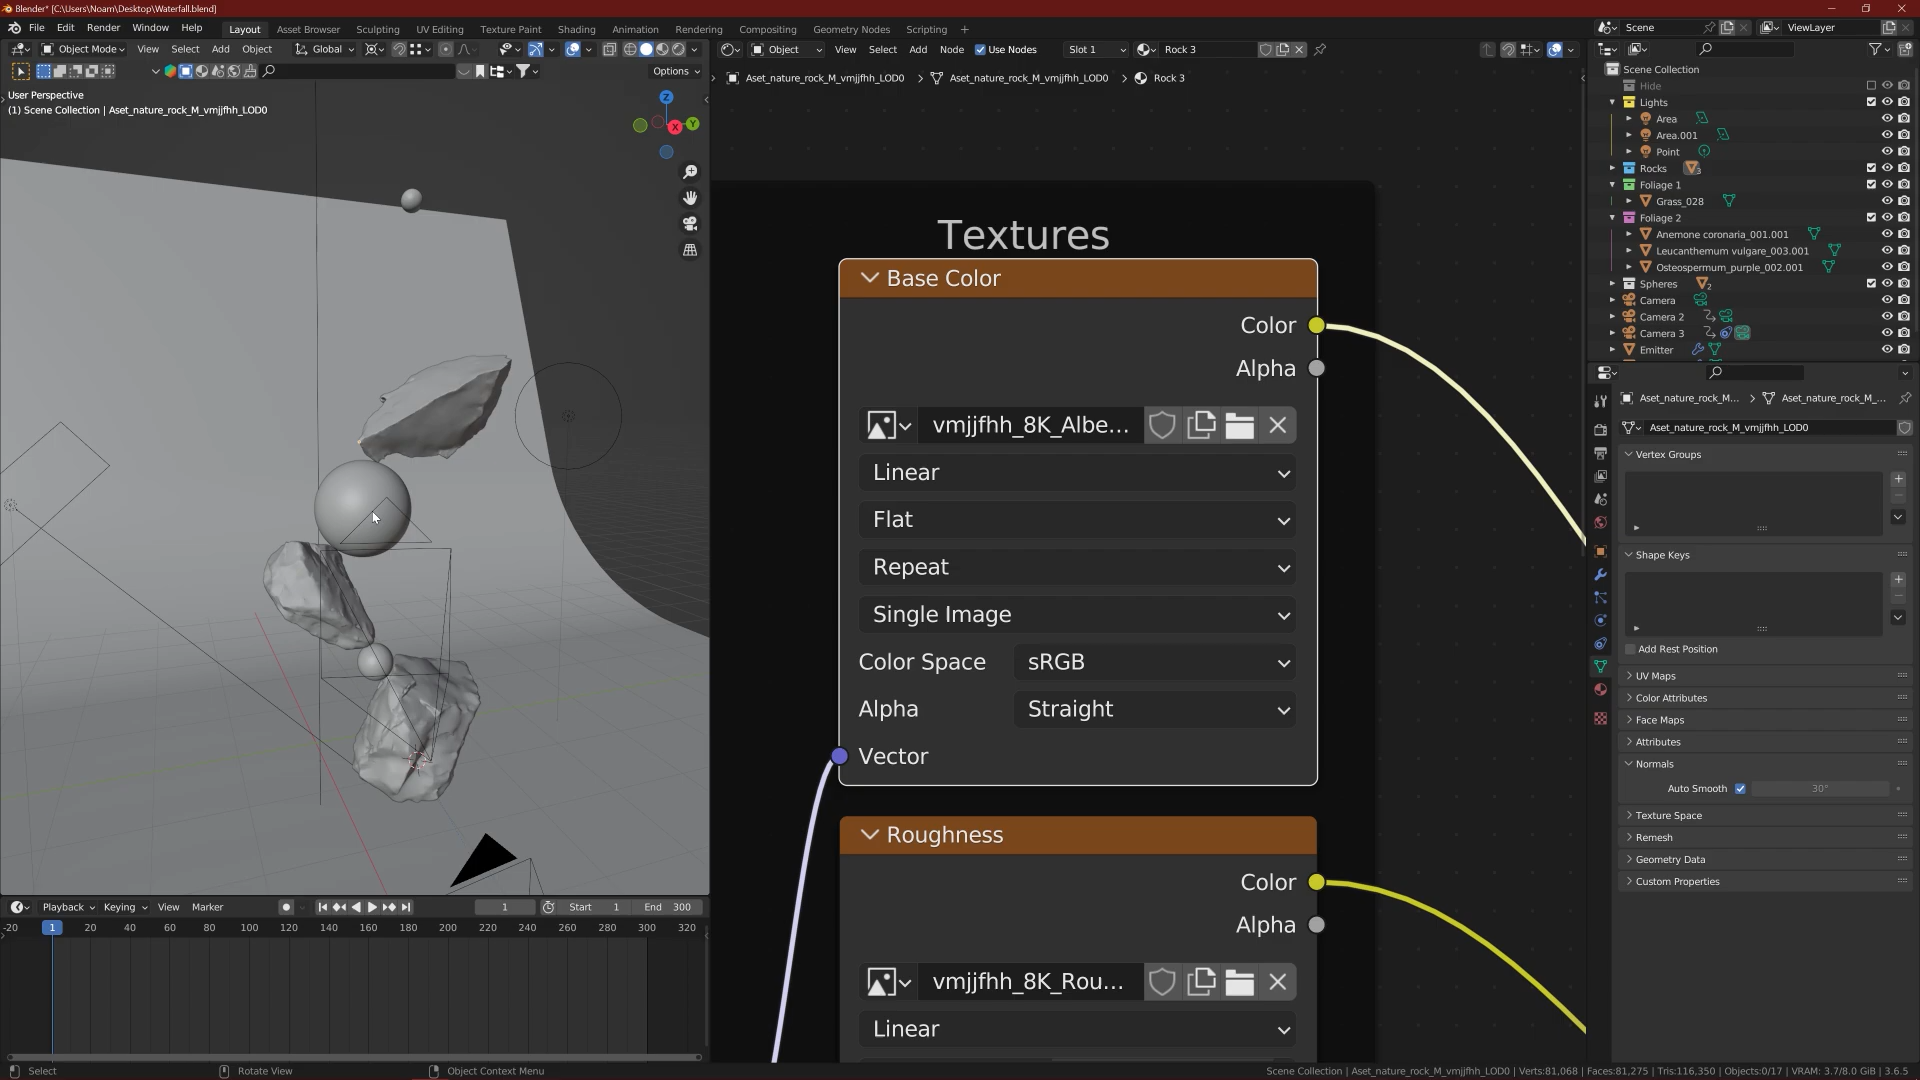 Blender* [C:\Users\Noam\Desktop\Waterfall.blend]
File Edit Render Window Help
Layout Asset Browser Sculpting UV Editing Texture Paint Shading Animation Rendering Compositing Geometry Nodes Scripting +
Scene
ViewLayer
Object Mode View Select Add Object
Global
Options
User Perspective
(1) Scene Collection | Aset_nature_rock_M_vmjjfhh_LOD0
Z
X
Y
Object View Select Add Node Use Nodes Slot 1 Rock 3
Aset_nature_rock_M_vmjjfhh_LOD0 > Aset_nature_rock_M_vmjjfhh_LOD0 > Rock 3
Textures
Base Color
Color
Alpha
vmjjfhh_8K_Albe...
Linear
Flat
Repeat
Single Image
Color Space sRGB
Alpha Straight
Vector
Roughness
Color
Alpha
vmjjfhh_8K_Rou...
Linear
Scene Collection
Hide
Lights
Area
Area.001
Point
Rocks 3
Foliage 1
Grass_028
Foliage 2
Anemone coronaria_001.001
Leucanthemum vulgare_003.001
Osteospermum_purple_002.001
Spheres 2
Camera
Camera 2
Camera 3
Emitter
Aset_nature_rock_M... > Aset_nature_rock_M_...
Aset_nature_rock_M_vmjjfhh_LOD0
Vertex Groups
Shape Keys
Add Rest Position
UV Maps
Color Attributes
Face Maps
Attributes
Normals
Auto Smooth 30°
Texture Space
Remesh
Geometry Data
Custom Properties
Playback Keying View Marker
1
Start 1
End 300
-20 1 20 40 60 80 100 120 140 160 180 200 220 240 260 280 300 320
Select
Rotate View
Object Context Menu
Scene Collection | Aset_nature_rock_M_vmjjfhh_LOD0 | Verts:81,068 | Faces:81,275 | Tris:116,350 | Objects:0/17 | VRAM: 3.7/8.0 GiB | 3.6.5